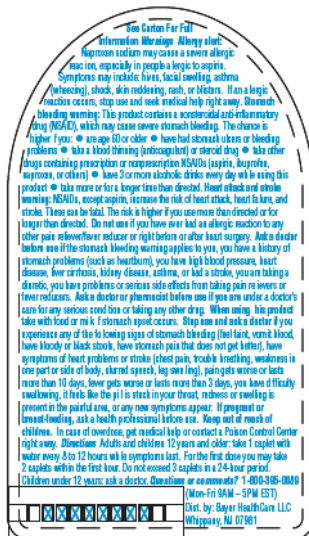 See Carton For Full
Information Warnings Allergy alert:
Naproxen sodium may cause a severe allergic
reaction, especially in people allergic to aspirin.
Symptoms may include: hives, facial swelling, asthma
(wheezing), shock, skin reddening, rash, or blisters. If an allergic
reaction occurs, stop use and seek medical help right away. Stomach
bleeding warning: This product contains a nonsteroidal anti-inflammatory
drug (NSAID), which may cause severe stomach bleeding. The chance is
higher if you: ● are age 60 or older ● have had stomach ulcers or bleeding
problems ● take a blood thinning (anticoagulant) or steroid drug ● take other
drugs containing prescription or nonprescription NSAIDs (aspirin, ibuprofen,
naproxen, or others) ● have 3 or more alcoholic drinks every day while using this
product ● take more or for a longer time than directed. Heart attack and stroke
warning: NSAIDs, except aspirin, increase the risk of heart attack, heart failure, and
stroke. These can be fatal. The risk is higher if you use more than directed or for
longer than directed. Do not use if you have ever had an allergic reaction to any
other pain reliever/fever reducer or right before or after heart surgery. Ask a doctor
before use if the stomach bleeding warning applies to you, you have a history of
stomach problems (such as heartburn), you have high blood pressure, heart
disease, liver cirrhosis, kidney disease, asthma, or had a stroke, you are taking a
diuretic, you have problems or serious side effects from taking pain relievers or
fever reducers. Ask a doctor or pharmacist before use if you are under a doctor's
care for any serious condition or taking any other drug. When using this product
take with food or milk if stomach upset occurs. Stop use and ask a doctor if you
experience any of the following signs of stomach bleeding (feel faint, vomit blood,
have bloody or black stools, have stomach pain that does not get better), have
symptoms of heart problems or stroke (chest pain, trouble breathing, weakness in
one part or side of body, slurred speech, leg swelling), pain gets worse or lasts
more than 10 days, fever gets worse or lasts more than 3 days, you have difficulty
swallowing, it feels like the pill is stuck in your throat, redness or swelling is
present in the painful area, or any new symptoms appear. If pregnant or
breast-feeding, ask a health professional before use. Keep out of reach of
children. In case of overdose, get medical help or contact a Poison Control Center
right away. Directions Adults and children 12 years and older: take 1 caplet with
water every 8 to 12 hours while symptoms last. For the first dose you may take
2 caplets within the first hour. Do not exceed 3 caplets in a 24-hour period.
Children under 12 years: ask a doctor. Questions or comments? 1-800-395-0689
(Mon-Fri 9AM – 5PM EST)
Dist. by: Bayer HealthCare LLC
Whippany, NJ 07981